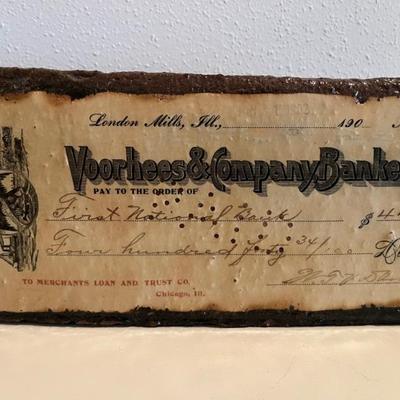 London Mills, Ill., 190
Voorhees & Company, Banke
PAY TO THE ORDER OF
First National Bank $44
Four hundred forty 34/100
TO MERCHANTS LOAN AND TRUST CO.
Chicago, Ill.